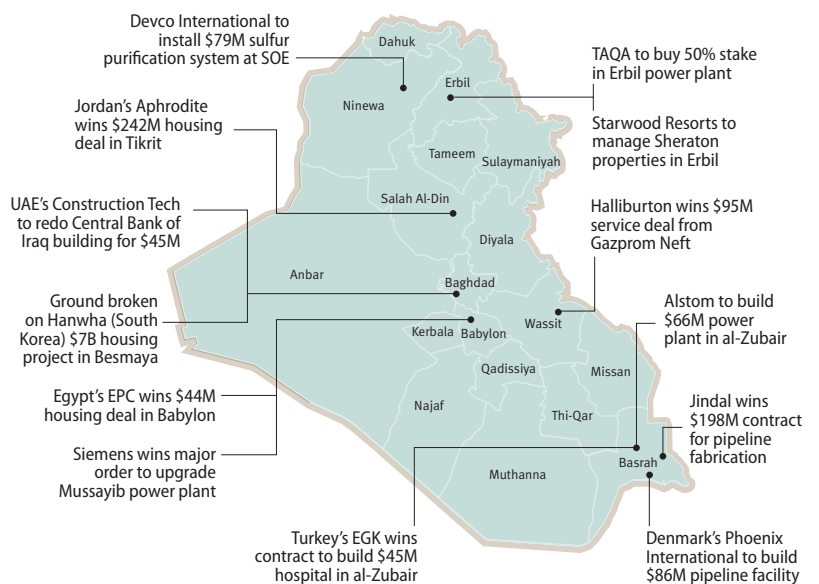 Devco International to
install $79M sulfur
purification system at SOE
Jordan's Aphrodite
wins $242M housing
deal in Tikrit
UAE's Construction Tech
to redo Central Bank of
Iraq building for $45M
Ground broken
on Hanwha (South
Korea) $7B housing
project in Besmaya
Egypt's EPC wins $44M
housing deal in Babylon
Siemens wins major
order to upgrade
Mussayib power plant
Turkey's EGK wins
contract to build $45M
hospital in al-Zubair
TAQA to buy 50% stake
in Erbil power plant
Starwood Resorts to
manage Sheraton
properties in Erbil
Halliburton wins $95M
service deal from
Gazprom Neft
Alstom to build
$66M power
plant in al-Zubair
Jindal wins
$198M contract
for pipeline
fabrication
Denmark's Phoenix
International to build
$86M pipeline facility
Dahuk
Ninewa
Erbil
Tameem
Sulaymaniyah
Salah Al-Din
Diyala
Anbar
Baghdad
Kerbala
Babylon
Wassit
Qadissiya
Missan
Najaf
Thi-Qar
Muthanna
Basrah